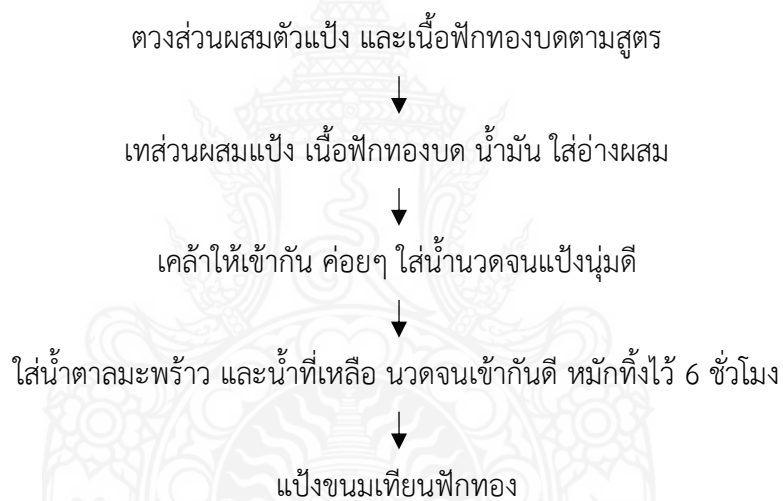 ตวงส่วนผสมตัวแป้ง และเนื้อฟักทองบดตามสูตร
เทส่วนผสมแป้ง เนื้อฟักทองบด น้ำมัน ใส่อ่างผสม
เคล้าให้เข้ากัน ค่อยๆ ใส่น้ำนวดจนแป้งนุ่มดี
ใส่น้ำตาลมะพร้าว และน้ำที่เหลือ นวดจนเข้ากันดี หมักทิ้งไว้ 6 ชั่วโมง
แป้งขนมเทียนฟักทอง